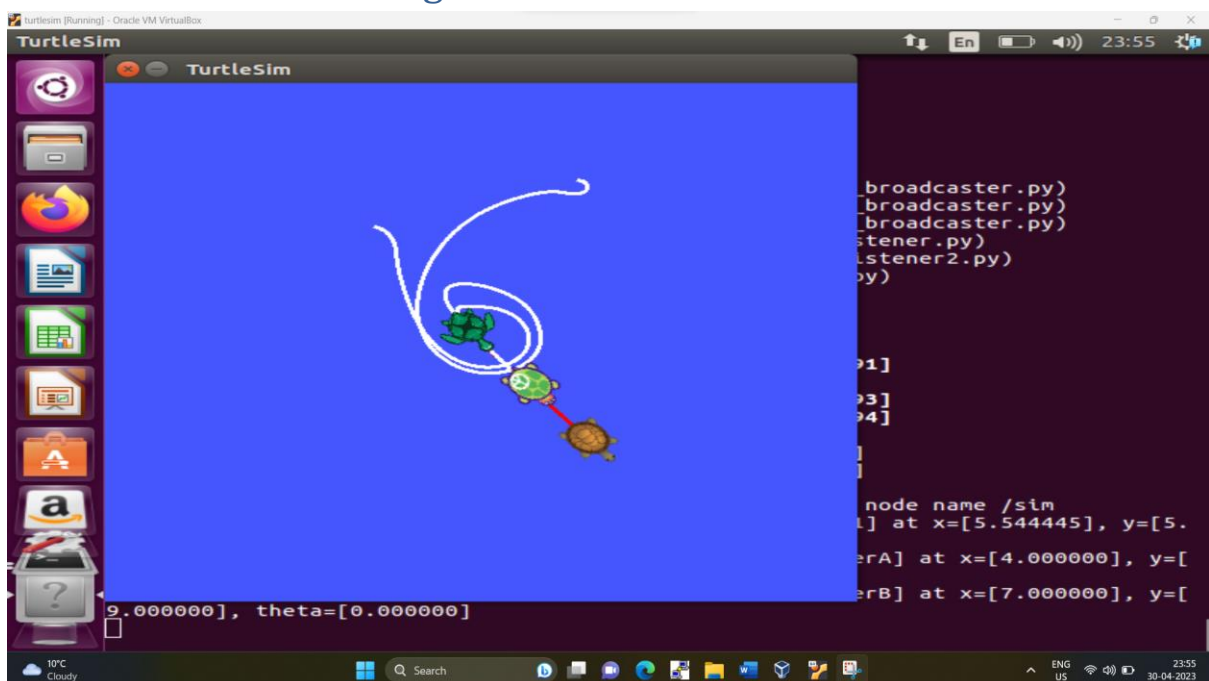 turtlesim [Running] - Oracle VM VirtualBox
TurtleSim
En
23:55
TurtleSim
_broadcaster.py)
_broadcaster.py)
_broadcaster.py)
stener.py)
istener2.py)
py)
91]
93]
94]
]
]
node name /sim
1] at x=[5.544445], y=[5.
erA] at x=[4.000000], y=[
erB] at x=[7.000000], y=[
9.000000], theta=[0.000000]
10°C
Cloudy
Search
ENG
US
23:55
30-04-2023